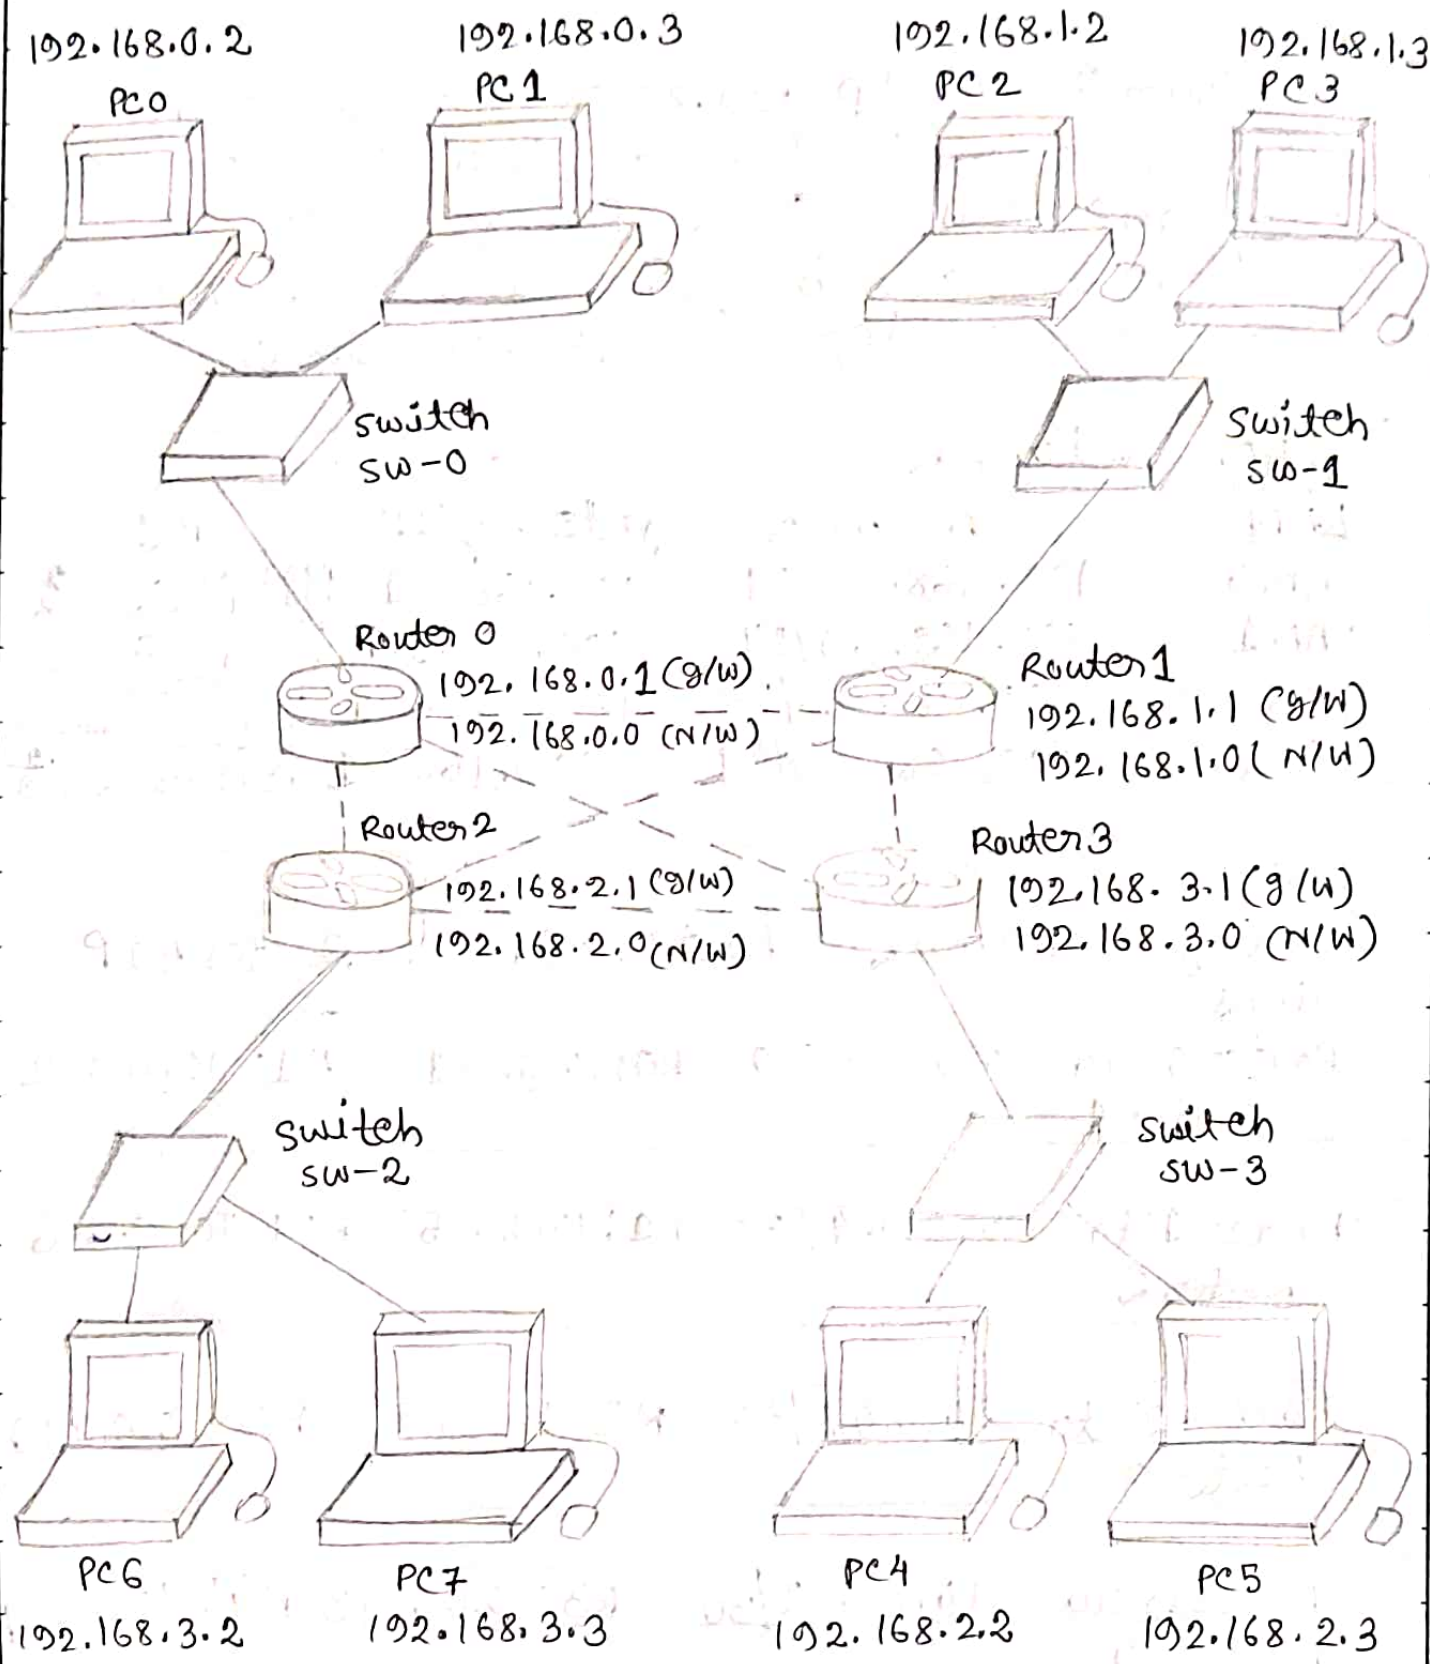 192.168.0.2
PC0
192.168.0.3
PC1
192.168.1.2
PC2
192.168.1.3
PC3
switch
SW-0
switch
SW-1
Router 0
192.168.0.1 (g/w)
192.168.0.0 (N/W)
Router 1
192.168.1.1 (g/w)
192.168.1.0 (N/W)
Router 2
192.168.2.1 (g/w)
192.168.2.0 (N/W)
Router 3
192.168.3.1 (g/w)
192.168.3.0 (N/W)
switch
SW-2
switch
SW-3
PC6
192.168.3.2
PC7
192.168.3.3
PC4
192.168.2.2
PC5
192.168.2.3